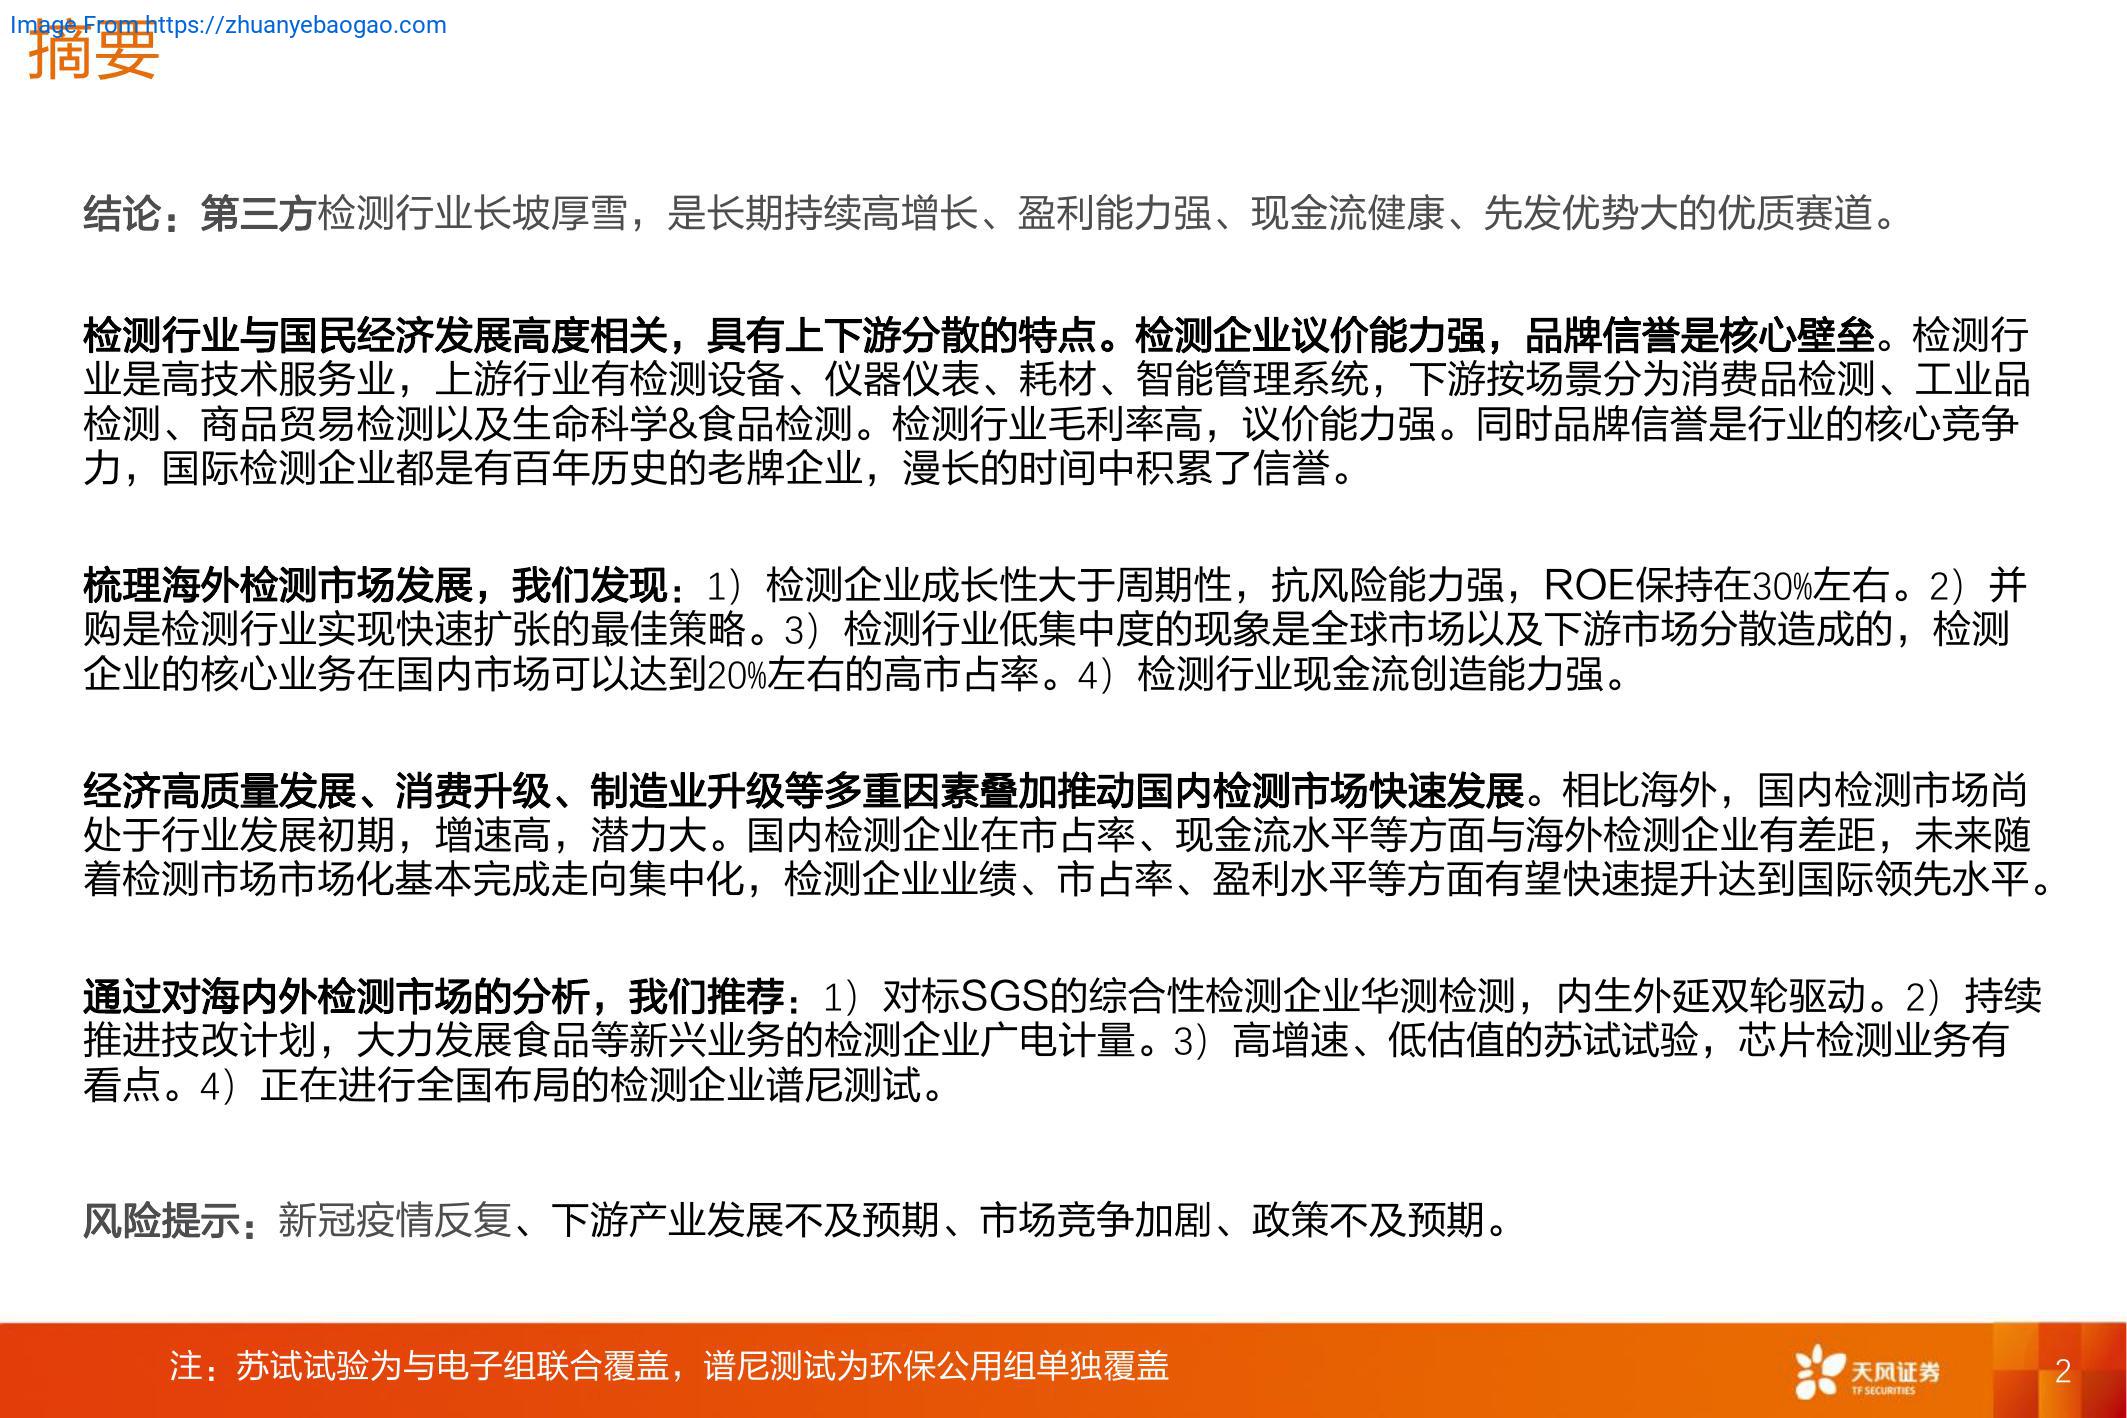 Image From https://zhuanyebaogao.com
摘要
结论：第三方检测行业长坡厚雪，是长期持续高增长、盈利能力强、现金流健康、先发优势大的优质赛道。
检测行业与国民经济发展高度相关，具有上下游分散的特点。检测企业议价能力强，品牌信誉是核心壁垒。检测行
业是高技术服务业，上游行业有检测设备、仪器仪表、耗材、智能管理系统，下游按场景分为消费品检测、工业品
检测、商品贸易检测以及生命科学&食品检测。检测行业毛利率高，议价能力强。同时品牌信誉是行业的核心竞争
力，国际检测企业都是有百年历史的老牌企业，漫长的时间中积累了信誉。
梳理海外检测市场发展，我们发现：1）检测企业成长性大于周期性，抗风险能力强，ROE保持在30%左右。2）并
购是检测行业实现快速扩张的最佳策略。3）检测行业低集中度的现象是全球市场以及下游市场分散造成的，检测
企业的核心业务在国内市场可以达到20%左右的高市占率。4）检测行业现金流创造能力强。
经济高质量发展、消费升级、制造业升级等多重因素叠加推动国内检测市场快速发展。相比海外，国内检测市场尚
处于行业发展初期，增速高，潜力大。国内检测企业在市占率、现金流水平等方面与海外检测企业有差距，未来随
着检测市场市场化基本完成走向集中化，检测企业业绩、市占率、盈利水平等方面有望快速提升达到国际领先水平。
通过对海内外检测市场的分析，我们推荐：1）对标SGS的综合性检测企业华测检测，内生外延双轮驱动。2）持续
推进技改计划，大力发展食品等新兴业务的检测企业广电计量。3）高增速、低估值的苏试试验，芯片检测业务有
看点。4）正在进行全国布局的检测企业谱尼测试。
风险提示：新冠疫情反复、下游产业发展不及预期、市场竞争加剧、政策不及预期。
注：苏试试验为与电子组联合覆盖，谱尼测试为环保公用组单独覆盖
天风证券
TF SECURITIES
2